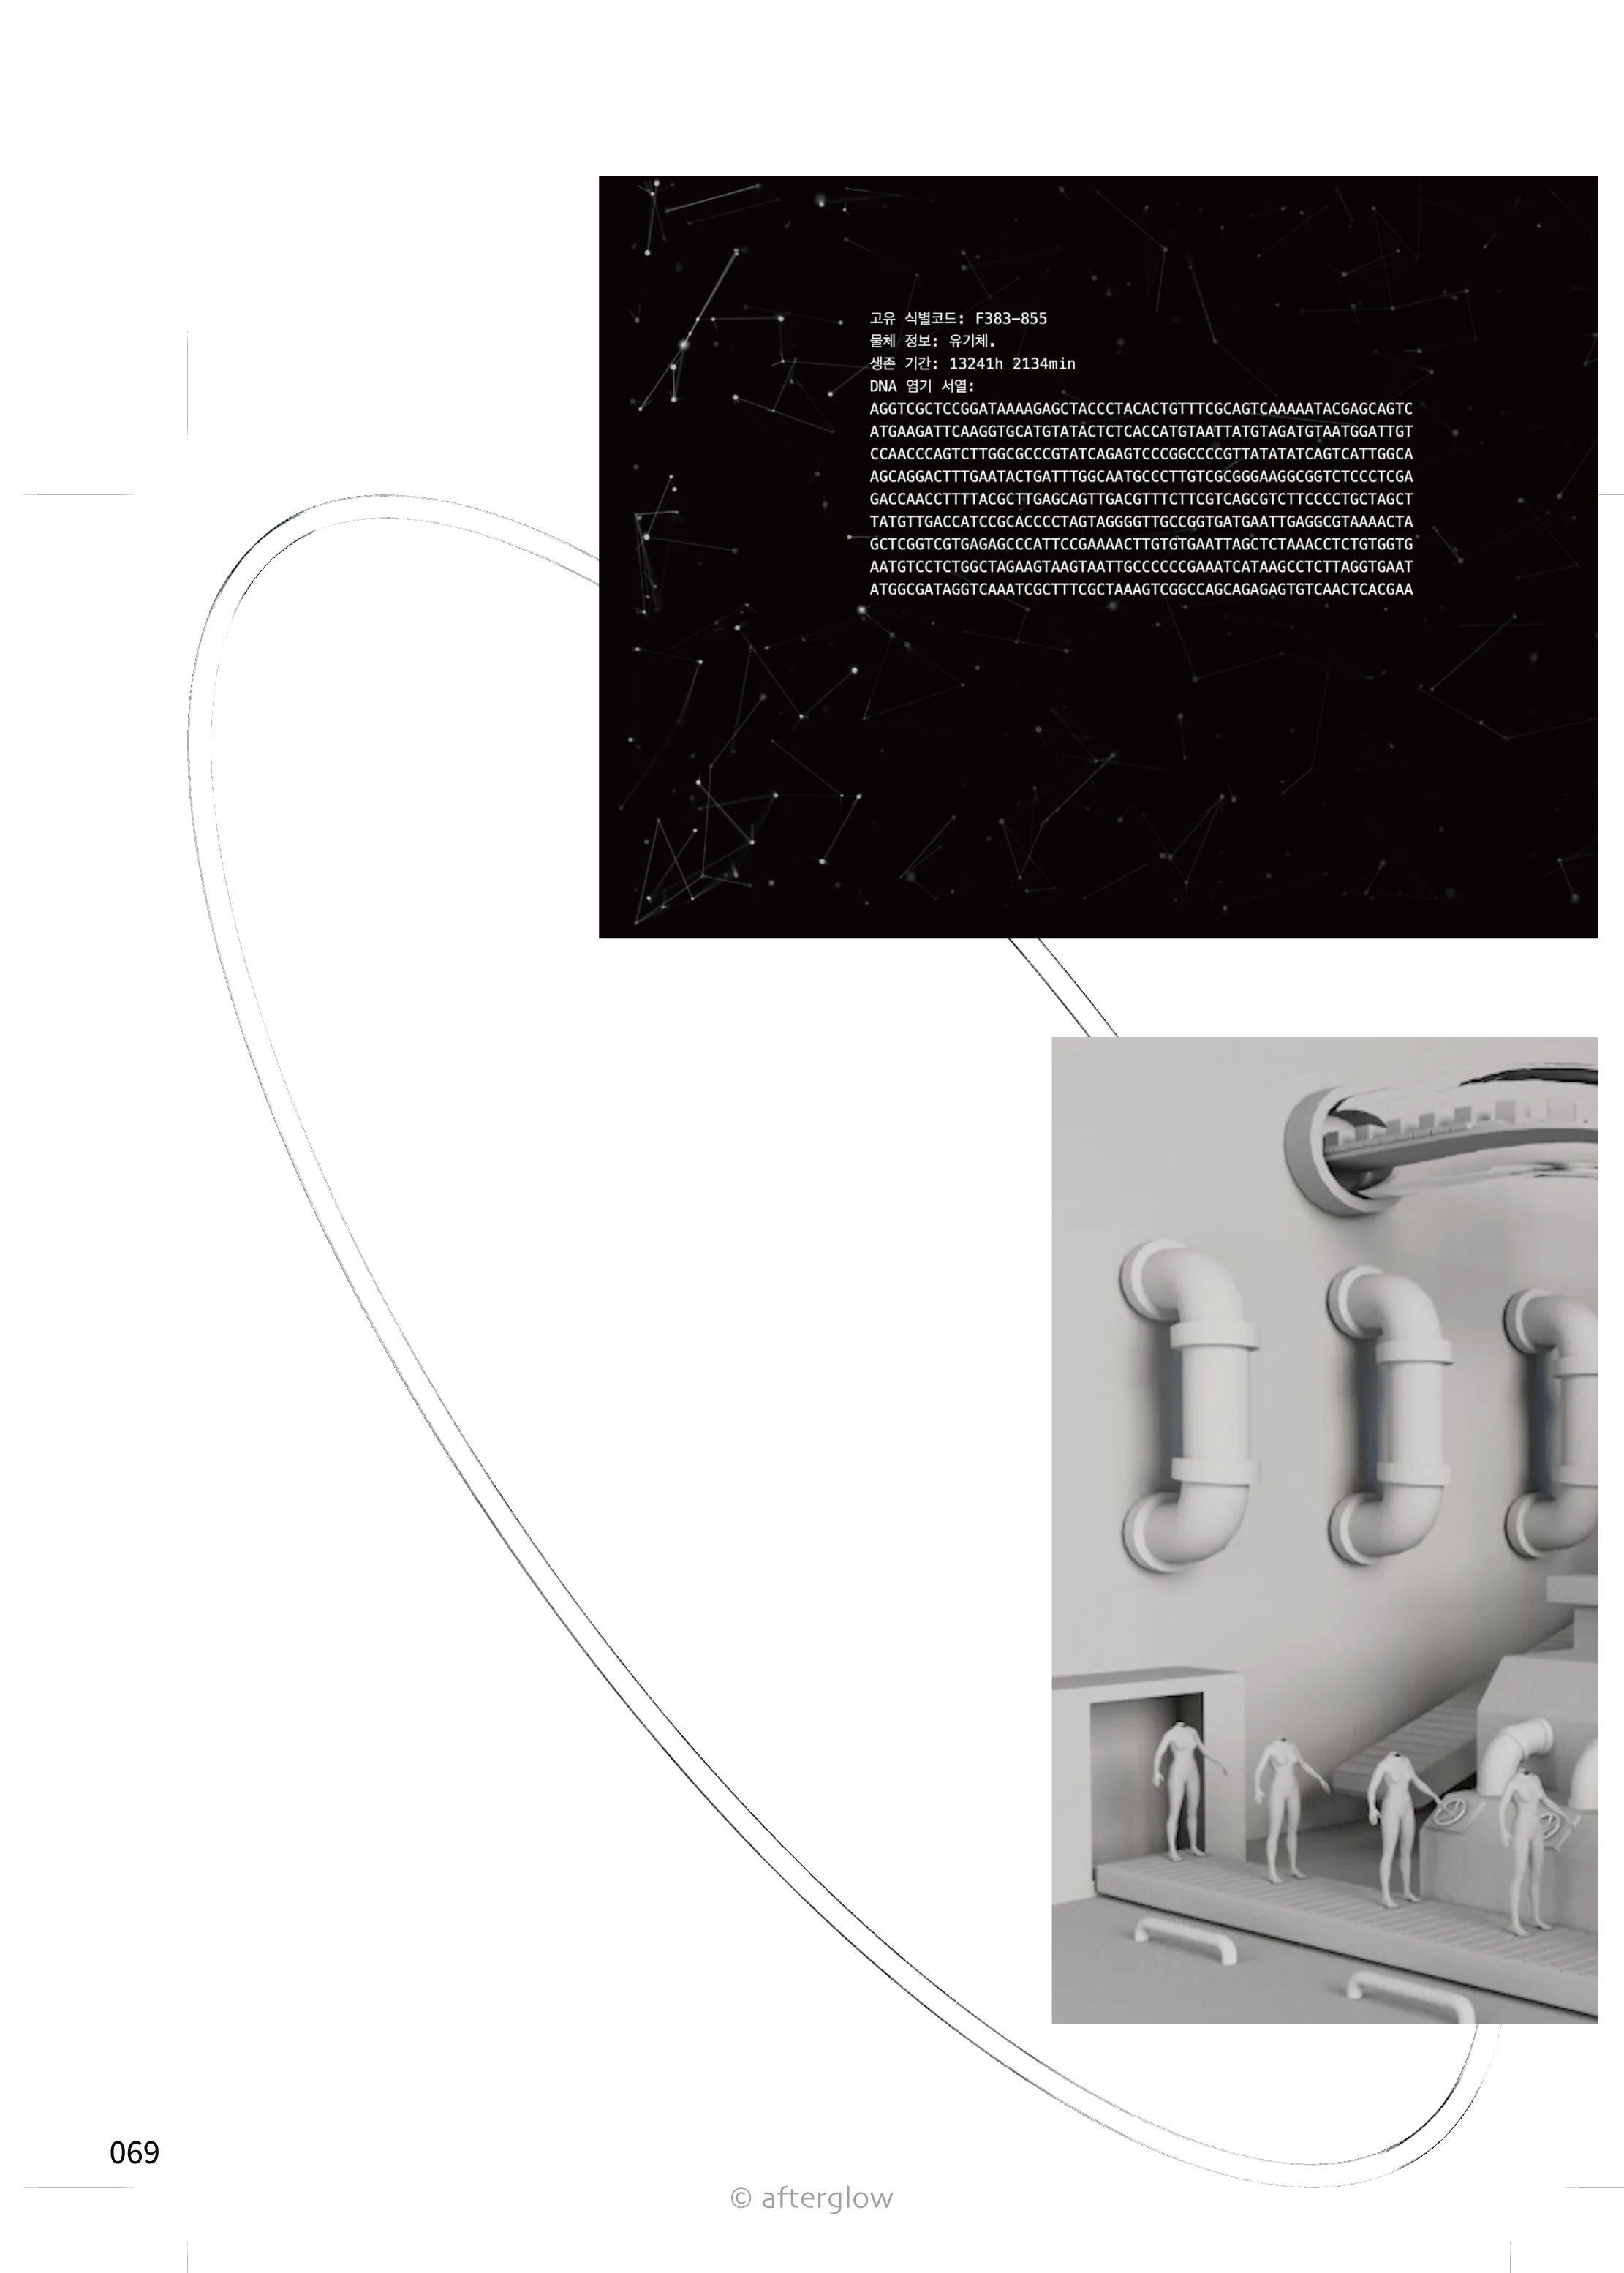 고유 식별코드: F383-855
물체 정보: 유기체.
생존 기간: 13241h 2134min
DNA 염기 서열:
AGGTCGCTCCGGATAAAAGAGCTACCCTACACTGTTTCGCAGTCAAAAATACGAGCAGTC
ATGAAGATTCAAGGTGCATGTATACTCTCACCATGTAATTATGTAGATGTAATGGATTGT
CCAACCCAGTCTTGGCGCCCGTATCAGAGTCCCGGCCCCGTTATATATCAGTCATTGGCA
AGCAGGACTTTGAATACTGATTTGGCAATGCCCTTGTCGCGGGAAGGCGGTCTCCCTCGA
GACCAACCTTTTACGCTTGAGCAGTTGACGTTTCTTCGTCAGCGTCTTCCCCTGCTAGCT
TATGTTGACCATCCGCACCCCTAGTAGGGGTTGCCGGTGATGAATTGAGGCGTAAAACTA
GCTCGGTCGTGAGAGCCCATTCCGAAAACTTGTGTGAATTAGCTCTAAACCTCTGTGGTG
AATGTCCTCTGGCTAGAAGTAAGTAATTGCCCCCCGAAATCATAAGCCTCTTAGGTGAAT
ATGGCGATAGGTCAAATCGCTTTCGCTAAAGTCGGCCAGCAGAGAGTGTCAACTCACGAA
069
© afterglow